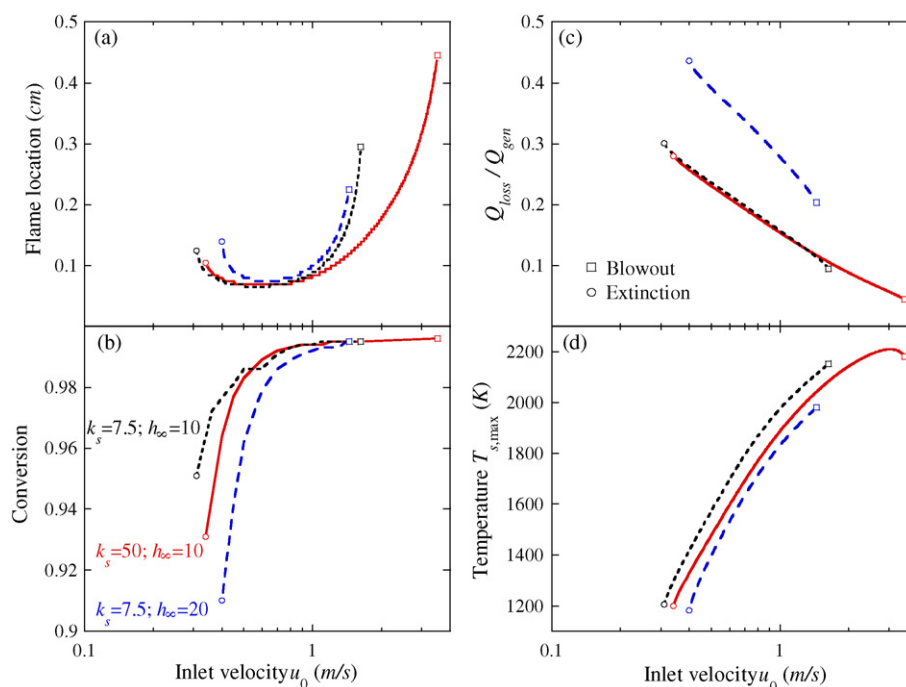 (a)
0.5
0.4
0.3
0.2
0.1
Flame location (cm)
(c)
0.5
0.4
0.3
0.2
0.1
0
Q_loss / Q_gen
Blowout
Extinction
(b)
0.98
0.96
0.94
0.92
0.9
Conversion
k_s=7.5; h_∞=10
k_s=50; h_∞=10
k_s=7.5; h_∞=20
0.1
1
Inlet velocity u_0 (m/s)
(d)
2200
2000
1800
1600
1400
1200
Temperature T_s,max (K)
0.1
1
Inlet velocity u_0 (m/s)